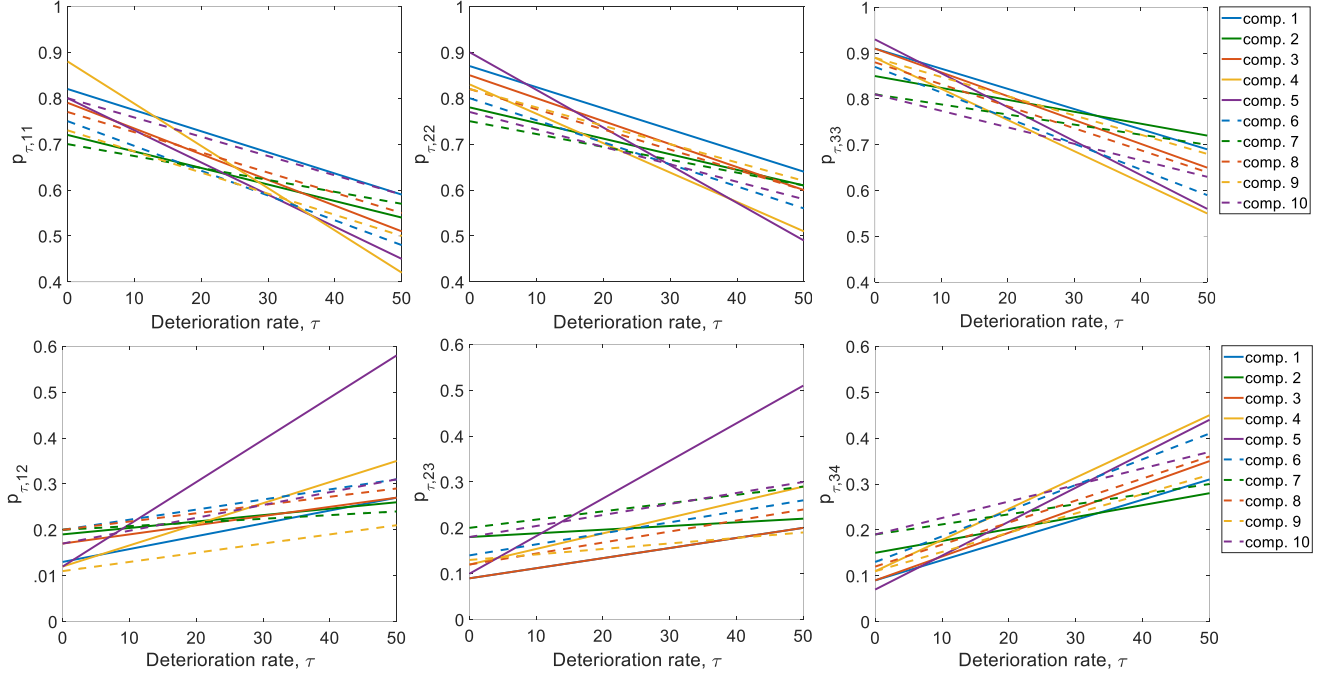 p_τ,11
1
0.9
0.8
0.7
0.6
0.5
0.4
0 10 20 30 40 50
Deterioration rate, τ
p_τ,22
1
0.9
0.8
0.7
0.6
0.5
0.4
0 10 20 30 40 50
Deterioration rate, τ
p_τ,33
1
0.9
0.8
0.7
0.6
0.5
0.4
0 10 20 30 40 50
Deterioration rate, τ
comp. 1
comp. 2
comp. 3
comp. 4
comp. 5
comp. 6
comp. 7
comp. 8
comp. 9
comp. 10
p_τ,12
0.6
0.5
0.4
0.3
0.2
.01
0
0 10 20 30 40 50
Deterioration rate, τ
p_τ,23
0.6
0.5
0.4
0.3
0.2
0.1
0
0 10 20 30 40 50
Deterioration rate, τ
p_τ,34
0.6
0.5
0.4
0.3
0.2
0.1
0
0 10 20 30 40 50
Deterioration rate, τ
comp. 1
comp. 2
comp. 3
comp. 4
comp. 5
comp. 6
comp. 7
comp. 8
comp. 9
comp. 10